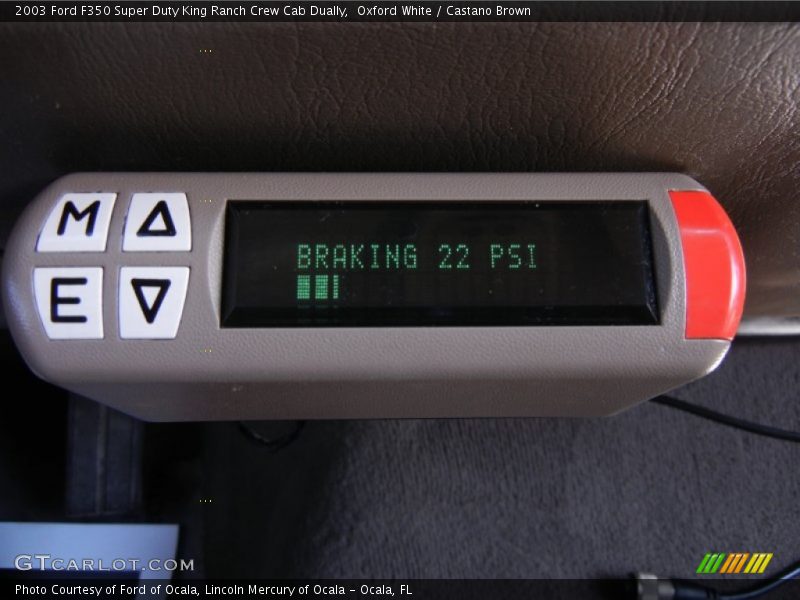 2003 Ford F350 Super Duty King Ranch Crew Cab Dually,  Oxford White / Castano Brown
M
E
BRAKING 22 PSI
GTCARLOT.COM
Photo Courtesy of Ford of Ocala, Lincoln Mercury of Ocala - Ocala, FL